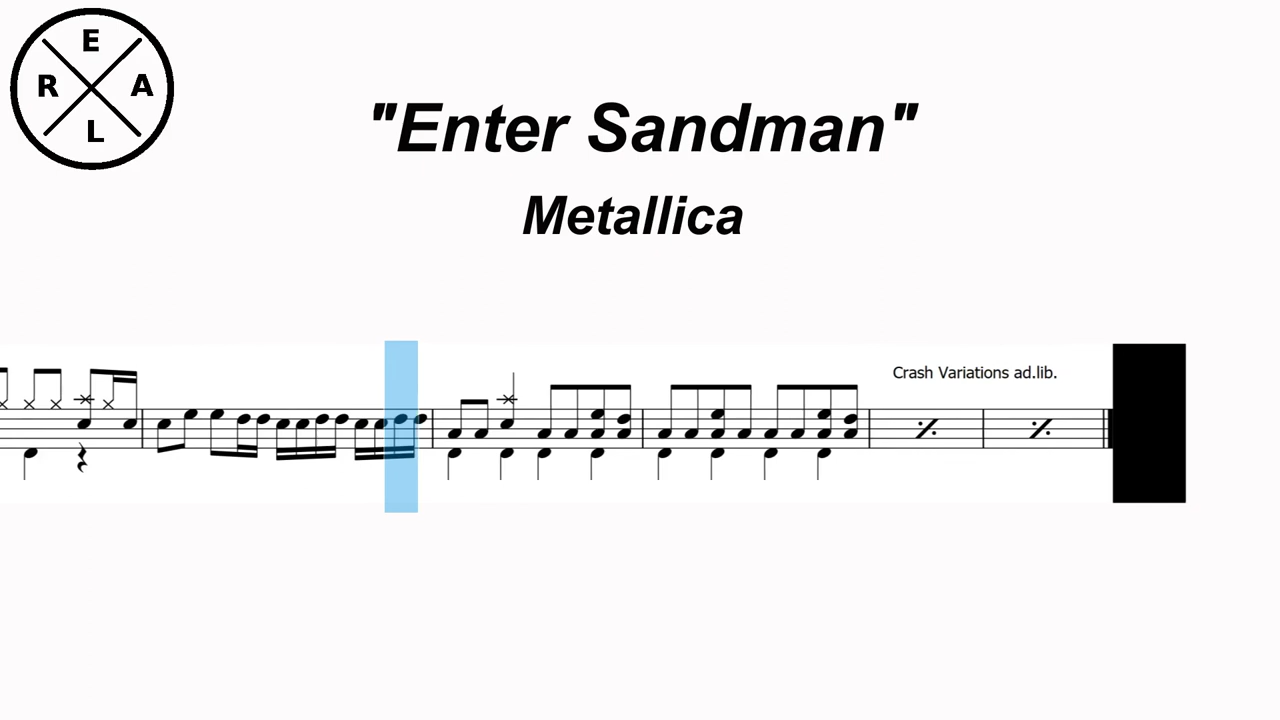 E
R A
L
"Enter Sandman"
Metallica
Crash Variations ad.lib.